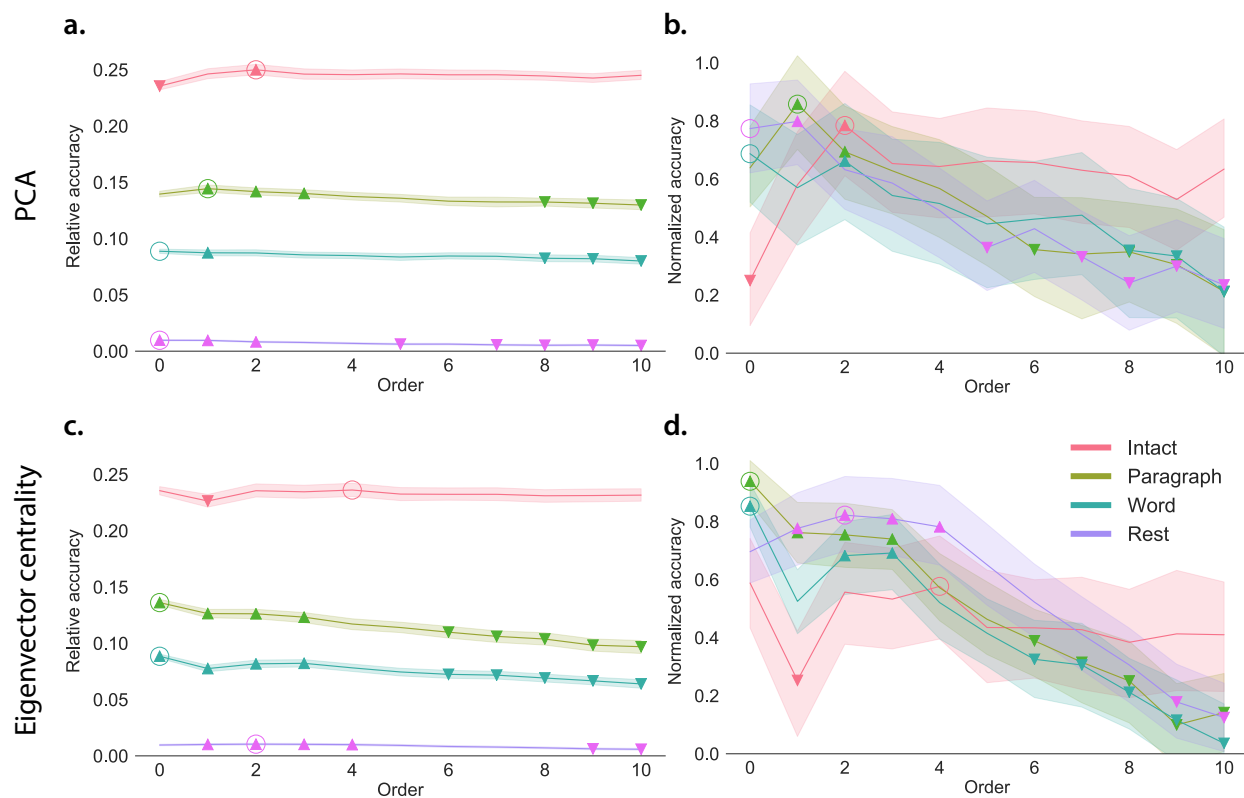 a.
b.
PCA
Relative accuracy
0.25
0.20
0.15
0.10
0.05
0.00
0 2 4 6 8 10
Order
Normalized accuracy
1.0
0.8
0.6
0.4
0.2
0.0
0 2 4 6 8 10
Order
c.
d.
Eigenvector centrality
Relative accuracy
0.25
0.20
0.15
0.10
0.05
0.00
0 2 4 6 8 10
Order
Normalized accuracy
1.0
0.8
0.6
0.4
0.2
0.0
0 2 4 6 8 10
Order
Intact
Paragraph
Word
Rest